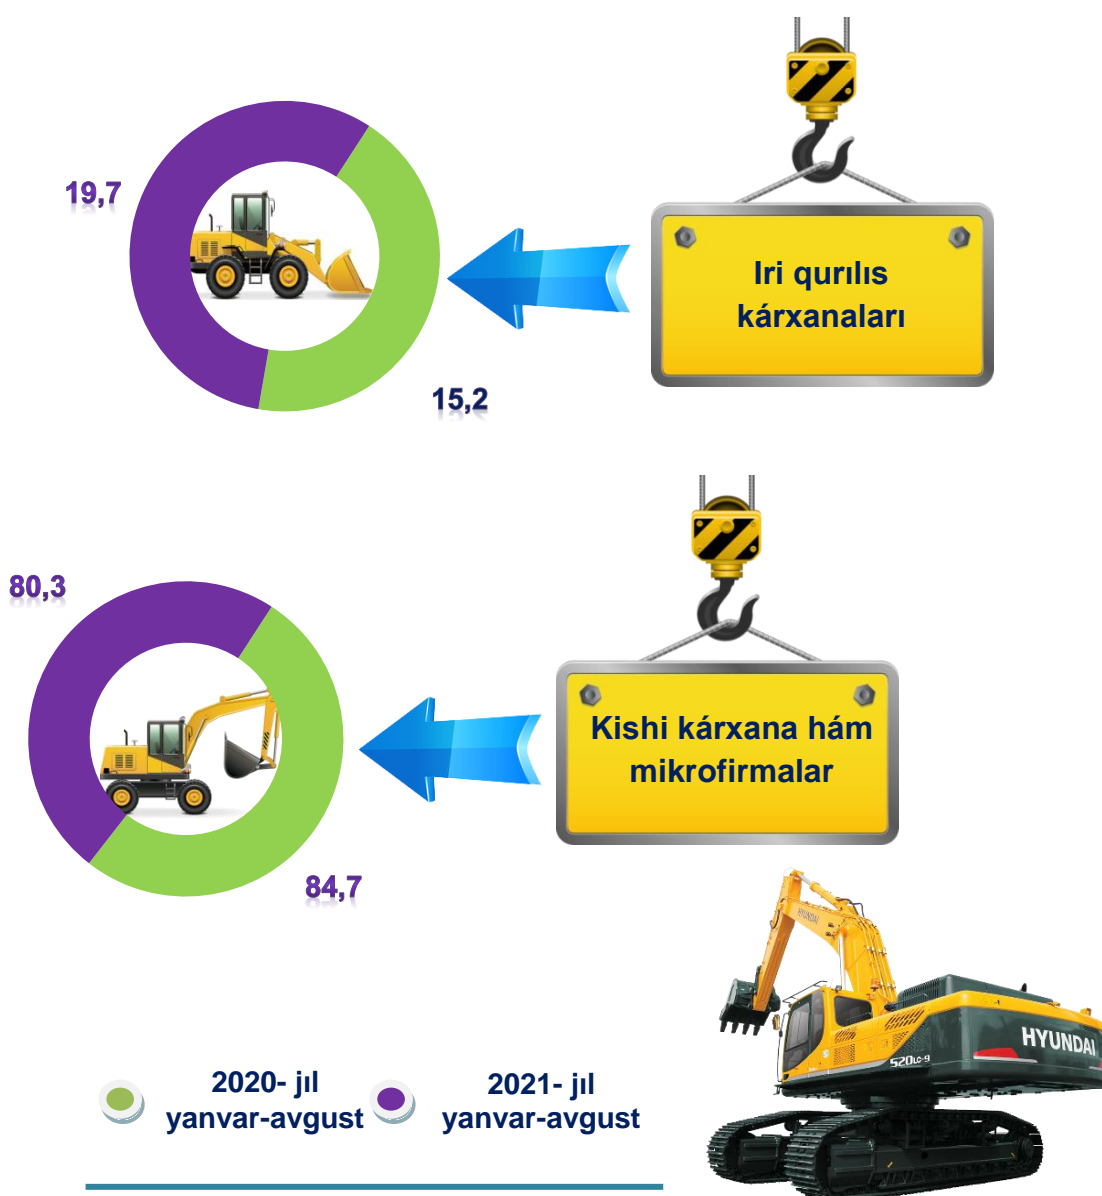 19,7
Iri qurılıs
kárxanaları
15,2
80,3
Kishi kárxana hám
mikrofirmalar
84,7
HYUNDAI
HYUNDAI
520LC-9
2020- jıl
yanvar-avgust
2021- jıl
yanvar-avgust